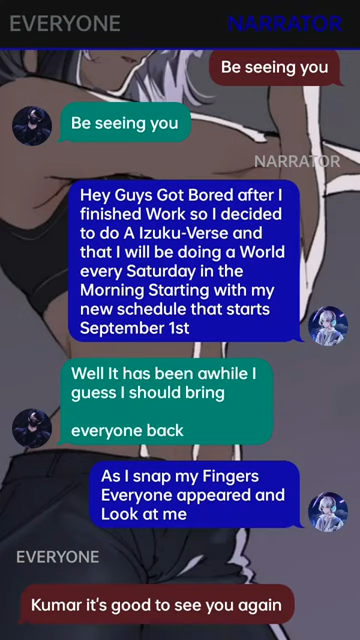 EVERYONE
NARRATOR
Be seeing you
Be seeing you
NARRATOR
Hey Guys Got Bored after I
finished Work so I decided
to do A Izuku-Verse and
that I will be doing a World
every Saturday in the
Morning Starting with my
new schedule that starts
September 1st
Well It has been awhile I
guess I should bring
everyone back
As I snap my Fingers
Everyone appeared and
Look at me
EVERYONE
Kumar it's good to see you again